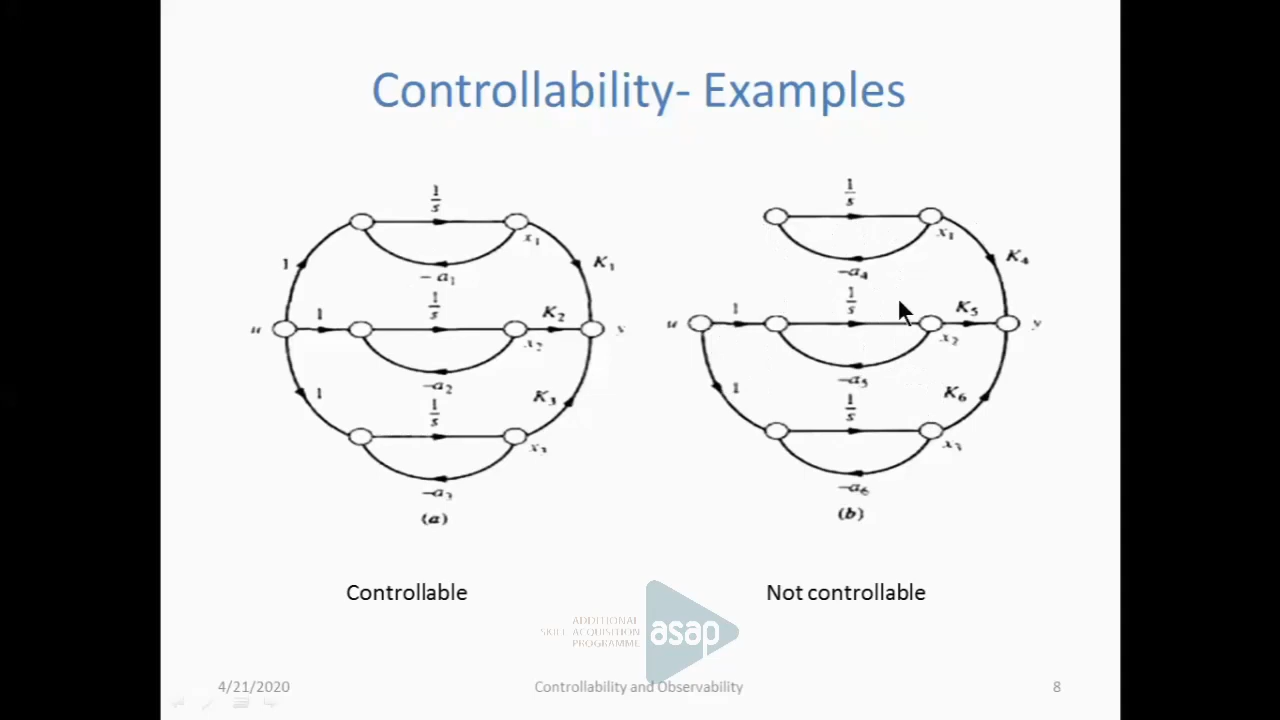 Controllability- Examples
1
s
x₁
1
- a₁
K₁
1
s
u
1
K₂
x₂
-a₂
1
1
s
K₃
-a₃
(a)
1
s
x₁
-a₄
K₄
1
s
u
1
K₅
y
x₂
-a₅
1
1
s
K₆
x₃
-a₆
(b)
Controllable
Not controllable
ADDITIONAL
SKILL ACQUISITION
PROGRAMME
asap
4/21/2020
Controllability and Observability
8